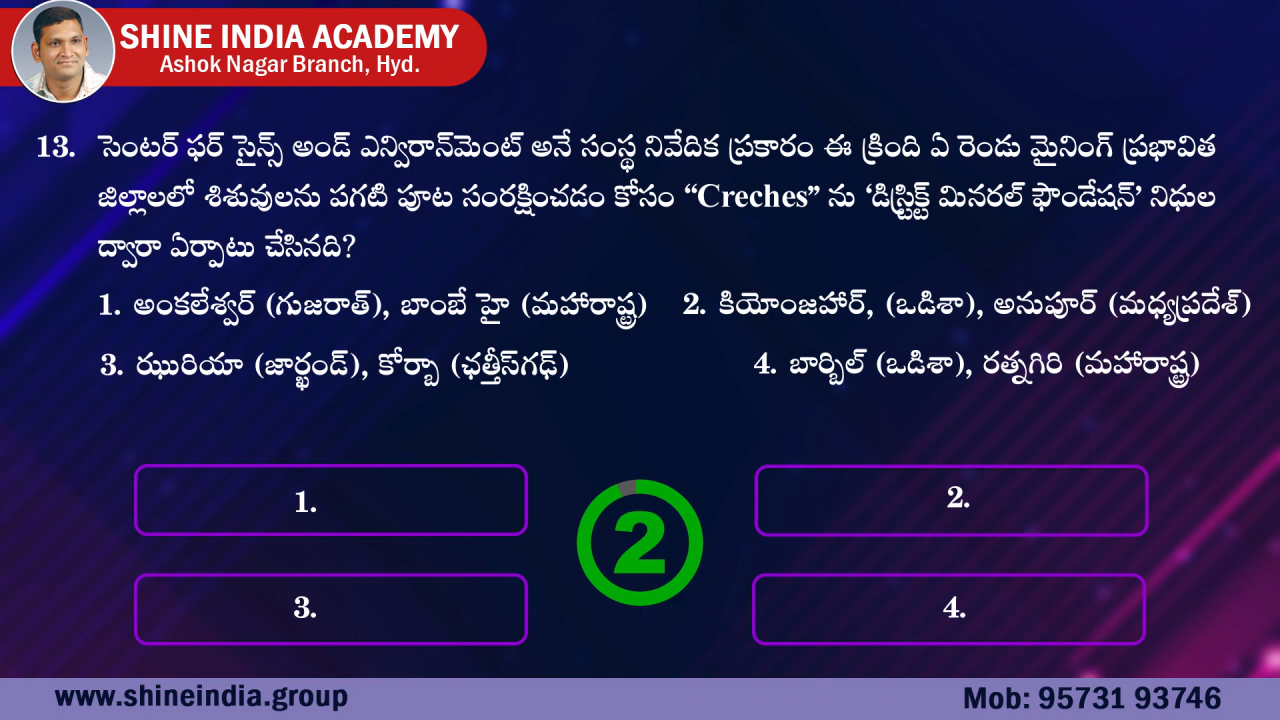 SHINE INDIA ACADEMY
Ashok Nagar Branch, Hyd.
13. సెంటర్ ఫర్ సైన్స్ అండ్ ఎన్విరాన్‌మెంట్ అనే సంస్థ నివేదిక ప్రకారం ఈ క్రింది ఏ రెండు మైనింగ్ ప్రభావిత
జిల్లాలలో శిశువులను పగటి పూట సంరక్షించడం కోసం “Creches” ను ‘డిస్ట్రిక్ట్ మినరల్ ఫౌండేషన్’ నిధుల
ద్వారా ఏర్పాటు చేసినది?
1. అంకలేశ్వర్ (గుజరాత్), బాంబే హై (మహారాష్ట్ర) 2. కియోంజహార్, (ఒడిశా), అనుపూర్ (మధ్యప్రదేశ్)
3. ఝరియా (జార్ఖండ్), కోర్బా (ఛత్తీస్‌గఢ్) 4. బార్బిల్ (ఒడిశా), రత్నగిరి (మహారాష్ట్ర)
1. 2.
2
3. 4.
www.shineindia.group Mob: 95731 93746